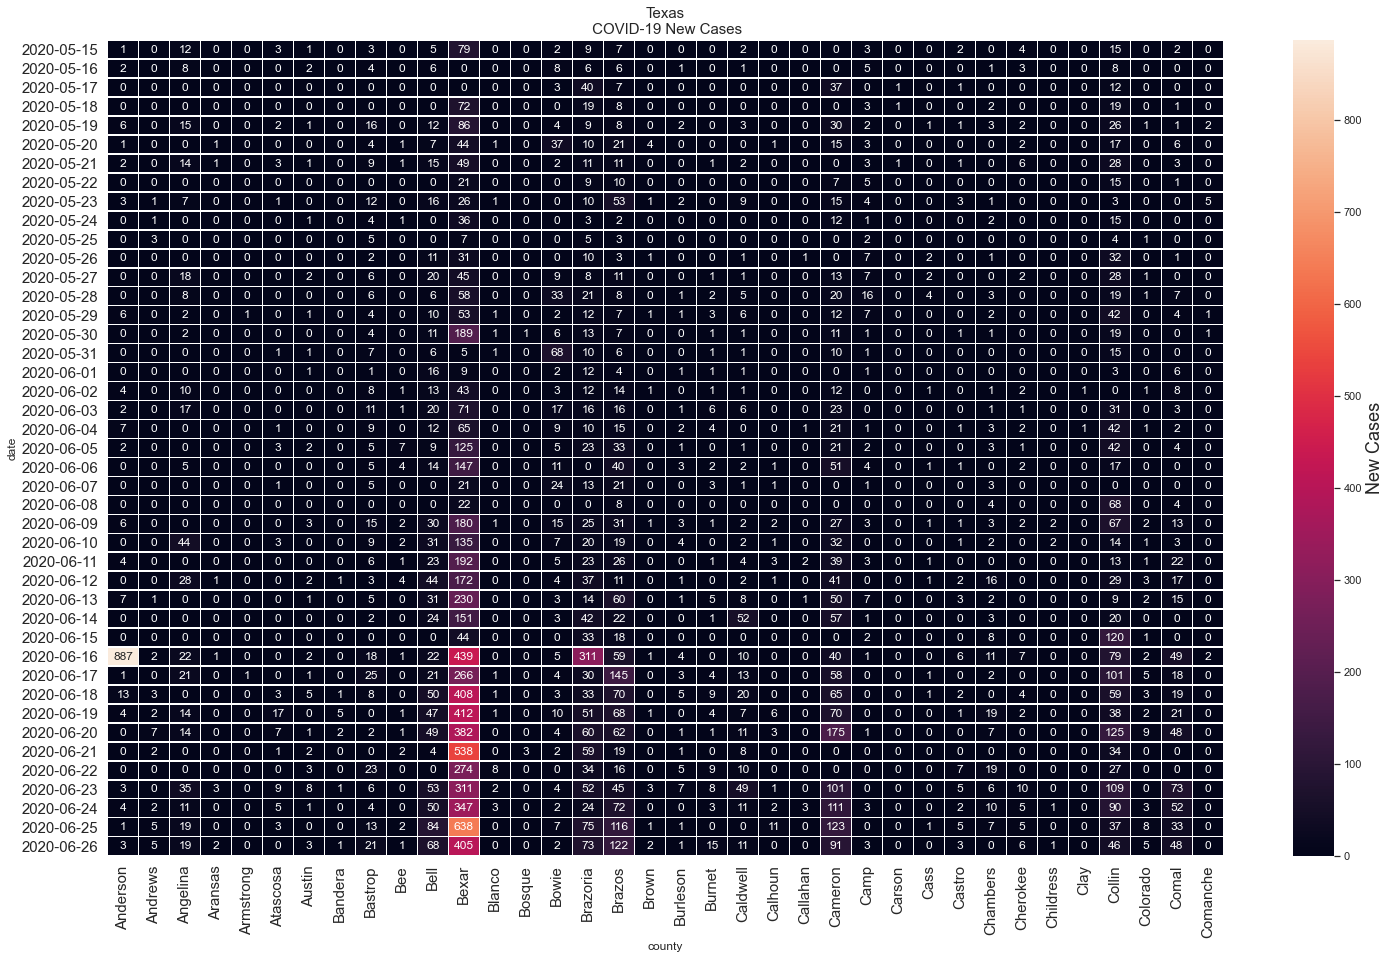 Texas
COVID-19 New Cases
2020-05-15 1 0 12 0 0 3 1 0 3 0 5 79 0 0 2 9 7 0 0 0 2 0 0 0 3 0 0 2 0 4 0 0 15 0 2 0
2020-05-16 2 0 8 0 0 0 2 0 4 0 6 0 0 0 8 6 6 0 1 0 1 0 0 0 5 0 0 0 1 3 0 0 8 0 0 0
2020-05-17 0 0 0 0 0 0 0 0 0 0 0 0 0 0 3 40 7 0 0 0 0 0 0 37 0 1 0 1 0 0 0 0 12 0 0 0
2020-05-18 0 0 0 0 0 0 0 0 0 0 0 72 0 0 0 19 8 0 0 0 0 0 0 0 3 1 0 0 2 0 0 0 19 0 1 0
2020-05-19 6 0 15 0 0 2 1 0 16 0 12 86 0 0 4 9 8 0 2 0 3 0 0 30 2 0 1 1 3 2 0 0 26 1 1 2
2020-05-20 1 0 0 1 0 0 0 0 4 1 7 44 1 0 37 10 21 4 0 0 0 1 0 15 3 0 0 0 0 2 0 0 17 0 6 0
2020-05-21 2 0 14 1 0 3 1 0 9 1 15 49 0 0 2 11 11 0 0 1 2 0 0 0 3 1 0 1 0 6 0 0 28 0 3 0
2020-05-22 0 0 0 0 0 0 0 0 0 0 0 21 0 0 0 9 10 0 0 0 0 0 0 7 5 0 0 0 0 0 0 0 15 0 1 0
2020-05-23 3 1 7 0 0 1 0 0 12 0 16 26 1 0 0 10 53 1 2 0 9 0 0 15 4 0 0 3 1 0 0 0 3 0 0 5
2020-05-24 0 1 0 0 0 0 1 0 4 1 0 36 0 0 0 3 2 0 0 0 0 0 0 12 1 0 0 0 2 0 0 0 15 0 0 0
2020-05-25 0 3 0 0 0 0 0 0 5 0 0 7 0 0 0 5 3 0 0 0 0 0 0 0 2 0 0 0 0 0 0 0 4 1 0 0
2020-05-26 0 0 0 0 0 0 0 0 2 0 11 31 0 0 0 10 3 1 0 0 1 0 1 0 7 0 2 0 1 0 0 0 32 0 1 0
2020-05-27 0 0 18 0 0 0 2 0 6 0 20 45 0 0 9 8 11 0 0 1 1 0 0 13 7 0 2 0 0 2 0 0 28 1 0 0
2020-05-28 0 0 8 0 0 0 0 0 6 0 6 58 0 0 33 21 8 0 1 2 5 0 0 20 16 0 4 0 3 0 0 0 19 1 7 0
2020-05-29 6 0 2 0 1 0 1 0 4 0 10 53 1 0 2 12 7 1 1 3 6 0 0 12 7 0 0 0 2 0 0 0 42 0 4 1
2020-05-30 0 0 2 0 0 0 0 0 4 0 11 189 1 1 6 13 7 0 0 1 1 0 0 11 1 0 0 1 1 0 0 0 19 0 0 1
2020-05-31 0 0 0 0 0 1 1 0 7 0 6 5 1 0 68 10 6 0 0 1 1 0 0 10 1 0 0 0 0 0 0 0 15 0 0 0
2020-06-01 0 0 0 0 0 0 1 0 1 0 16 9 0 0 2 12 4 0 1 1 1 0 0 0 1 0 0 0 0 0 0 0 3 0 6 0
2020-06-02 4 0 10 0 0 0 0 0 8 1 13 43 0 0 3 12 14 1 0 1 1 0 0 12 0 0 1 0 1 2 0 1 0 1 8 0
2020-06-03 2 0 17 0 0 0 0 0 11 1 20 71 0 0 17 16 16 0 1 6 6 0 0 23 0 0 0 0 1 1 0 0 31 0 3 0
2020-06-04 7 0 0 0 0 1 0 0 9 0 12 65 0 0 9 10 15 0 2 4 0 0 1 21 1 0 0 1 3 2 0 1 42 1 2 0
2020-06-05 2 0 0 0 0 3 2 0 5 7 9 125 0 0 5 23 33 0 1 0 1 0 0 21 2 0 0 0 3 1 0 0 42 0 4 0
2020-06-06 0 0 5 0 0 0 0 0 5 4 14 147 0 0 11 0 40 0 3 2 2 1 0 51 4 0 1 1 0 2 0 0 17 0 0 0
2020-06-07 0 0 0 0 0 1 0 0 5 0 0 21 0 0 24 13 21 0 0 3 1 1 0 0 1 0 0 0 3 0 0 0 0 0 0 0
2020-06-08 0 0 0 0 0 0 0 0 0 0 0 22 0 0 0 0 8 0 0 0 0 0 0 0 0 0 0 0 4 0 0 0 68 0 4 0
2020-06-09 6 0 0 0 0 0 3 0 15 2 30 180 1 0 15 25 31 1 3 1 2 2 0 27 3 0 1 1 3 2 2 0 67 2 13 0
2020-06-10 0 0 44 0 0 3 0 0 9 2 31 135 0 0 7 20 19 0 4 0 2 1 0 32 0 0 0 1 2 0 2 0 14 1 3 0
2020-06-11 4 0 0 0 0 0 0 0 6 1 23 192 0 0 5 23 26 0 0 1 4 3 2 39 3 0 1 0 0 0 0 0 13 1 22 0
2020-06-12 0 0 28 1 0 0 2 1 3 4 44 172 0 0 4 37 11 0 1 0 2 1 0 41 0 0 1 2 16 0 0 0 29 3 17 0
2020-06-13 7 1 0 0 0 0 1 0 5 0 31 230 0 0 3 14 60 0 1 5 8 0 1 50 7 0 0 3 2 0 0 0 9 2 15 0
2020-06-14 0 0 0 0 0 0 0 0 2 0 24 151 0 0 3 42 22 0 0 1 52 0 0 57 1 0 0 0 3 0 0 0 20 0 0 0
2020-06-15 0 0 0 0 0 0 0 0 0 0 0 44 0 0 0 33 18 0 0 0 0 0 0 0 2 0 0 0 8 0 0 0 120 1 0 0
2020-06-16 887 2 22 1 0 0 2 0 18 1 22 439 0 0 5 311 59 1 4 0 10 0 0 40 1 0 0 6 11 7 0 0 79 2 49 2
2020-06-17 1 0 21 0 1 0 1 0 25 0 21 266 1 0 4 30 145 0 3 4 13 0 0 58 0 0 1 0 2 0 0 0 101 5 18 0
2020-06-18 13 3 0 0 0 3 5 1 8 0 50 408 0 1 3 33 70 0 5 9 20 0 0 65 0 0 1 2 0 4 0 0 59 3 19 0
2020-06-19 4 2 14 0 0 17 0 5 0 1 47 412 1 0 10 51 68 1 0 4 7 6 0 70 0 0 0 1 19 2 0 0 38 2 21 0
2020-06-20 0 7 14 0 0 7 1 2 2 1 49 382 0 0 4 60 62 0 1 1 11 3 0 175 1 0 0 0 7 0 0 0 125 9 48 0
2020-06-21 0 2 0 0 0 1 2 0 0 2 4 538 0 3 2 59 19 0 1 0 8 0 0 0 0 0 0 0 0 0 0 0 34 0 0 0
2020-06-22 0 0 0 0 0 0 3 0 23 0 0 274 8 0 0 34 16 0 5 9 10 0 0 0 0 0 0 7 19 0 0 0 27 0 0 0
2020-06-23 3 0 35 3 0 9 8 1 6 0 53 311 2 0 4 52 45 3 7 8 49 1 0 101 0 0 0 5 6 10 0 0 109 0 73 0
2020-06-24 4 2 11 0 0 5 1 0 4 0 50 347 3 0 2 24 72 0 0 3 11 2 3 111 3 0 0 2 10 5 1 0 90 3 52 0
2020-06-25 1 5 19 0 0 3 0 0 13 2 84 638 0 0 7 75 116 1 1 0 0 11 0 123 0 0 1 5 7 5 0 0 37 8 33 0
2020-06-26 3 5 19 2 0 0 3 1 21 1 68 405 0 0 2 73 122 2 1 15 11 0 0 91 3 0 0 3 0 6 1 0 46 5 48 0
date
Anderson Andrews Angelina Aransas Armstrong Atascosa Austin Bandera Bastrop Bee Bell Bexar Blanco Bosque Bowie Brazoria Brazos Brown Burleson Burnet Caldwell Calhoun Callahan Cameron Camp Carson Cass Castro Chambers Cherokee Childress Clay Collin Colorado Comal Comanche
county
800
700
600
500
400
300
200
100
0
New Cases